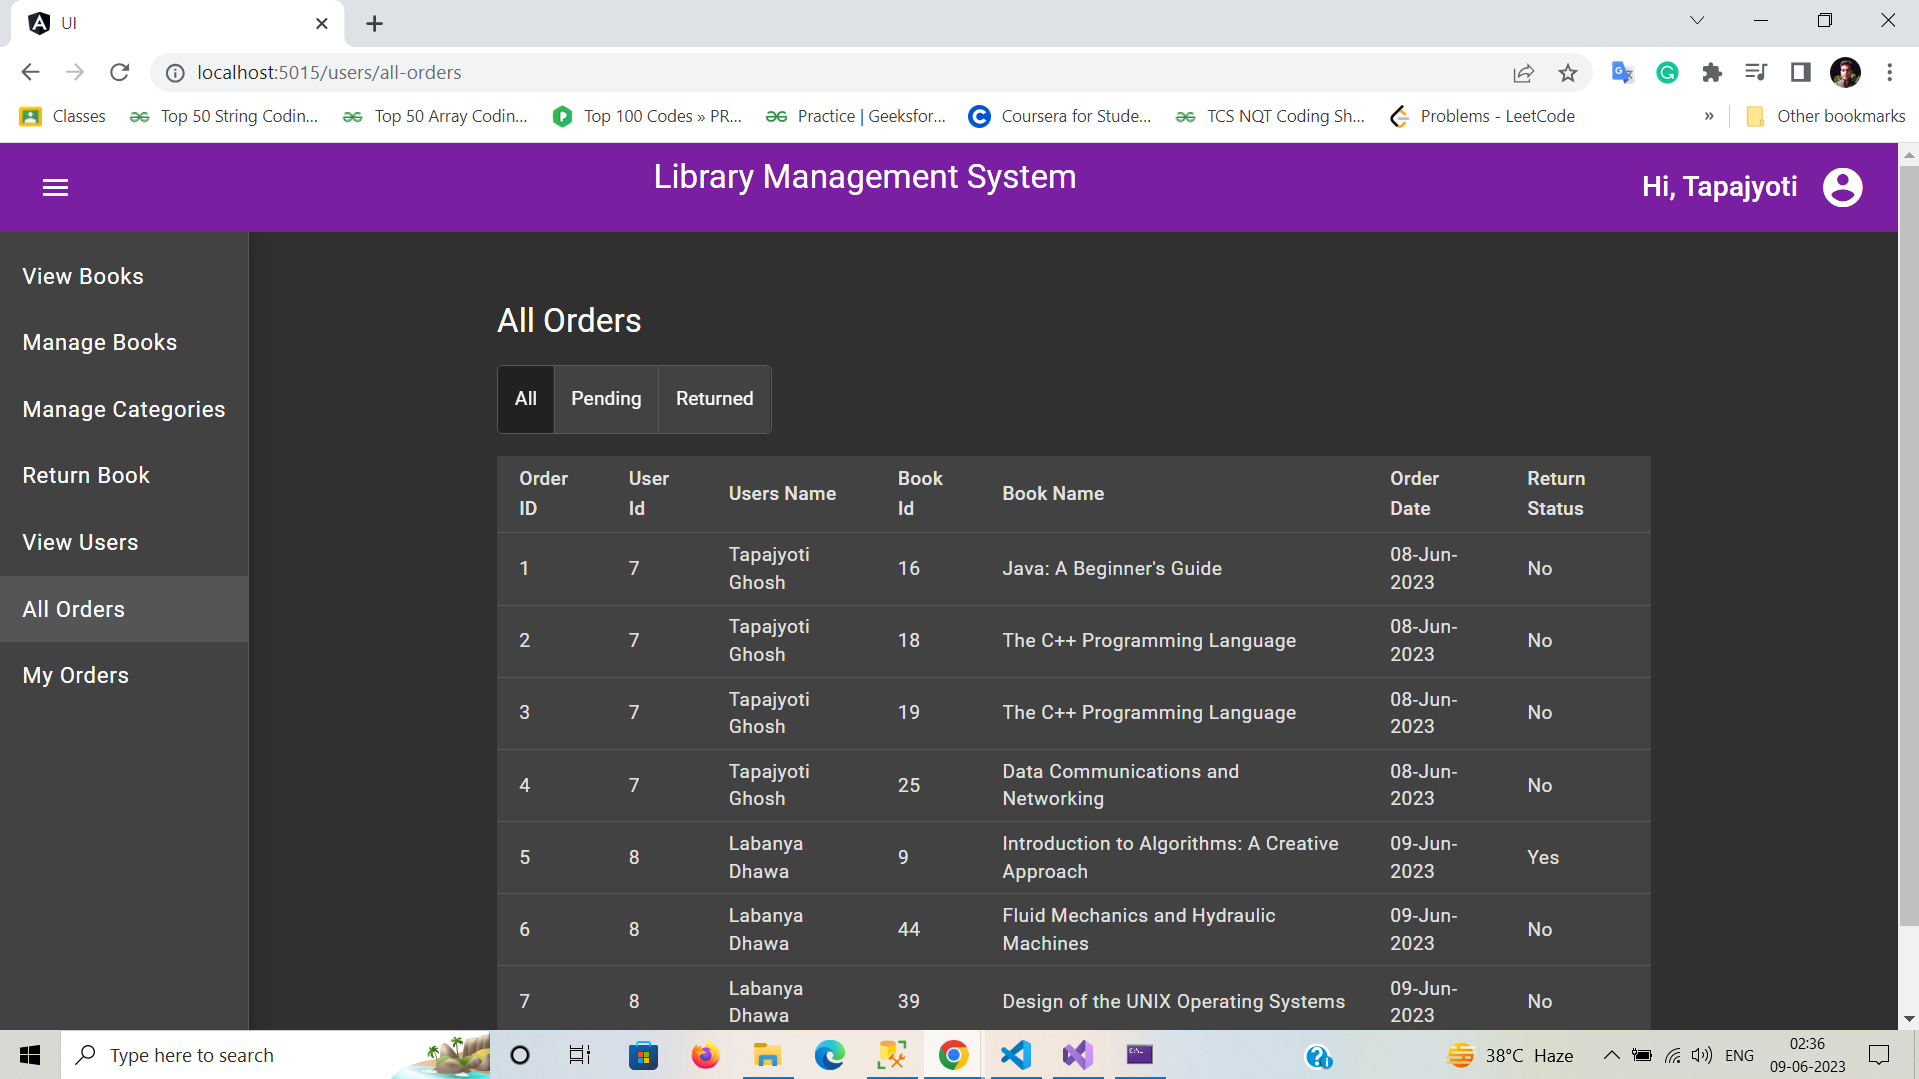 UI
localhost:5015/users/all-orders
Classes
Top 50 String Codin...
Top 50 Array Codin...
Top 100 Codes » PR...
Practice | Geeksfor...
Coursera for Stude...
TCS NQT Coding Sh...
Problems - LeetCode
»
Other bookmarks
Library Management System
Hi, Tapajyoti
View Books
Manage Books
Manage Categories
Return Book
View Users
All Orders
My Orders
All Orders
All
Pending
Returned
Order ID
User Id
Users Name
Book Id
Book Name
Order Date
Return Status
1
7
Tapajyoti
Ghosh
16
Java: A Beginner's Guide
08-Jun-
2023
No
2
7
Tapajyoti
Ghosh
18
The C++ Programming Language
08-Jun-
2023
No
3
7
Tapajyoti
Ghosh
19
The C++ Programming Language
08-Jun-
2023
No
4
7
Tapajyoti
Ghosh
25
Data Communications and
Networking
08-Jun-
2023
No
5
8
Labanya
Dhawa
9
Introduction to Algorithms: A Creative
Approach
09-Jun-
2023
Yes
6
8
Labanya
Dhawa
44
Fluid Mechanics and Hydraulic
Machines
09-Jun-
2023
No
7
8
Labanya
Dhawa
39
Design of the UNIX Operating Systems
09-Jun-
2023
No
Type here to search
38°C Haze
ENG
02:36
09-06-2023